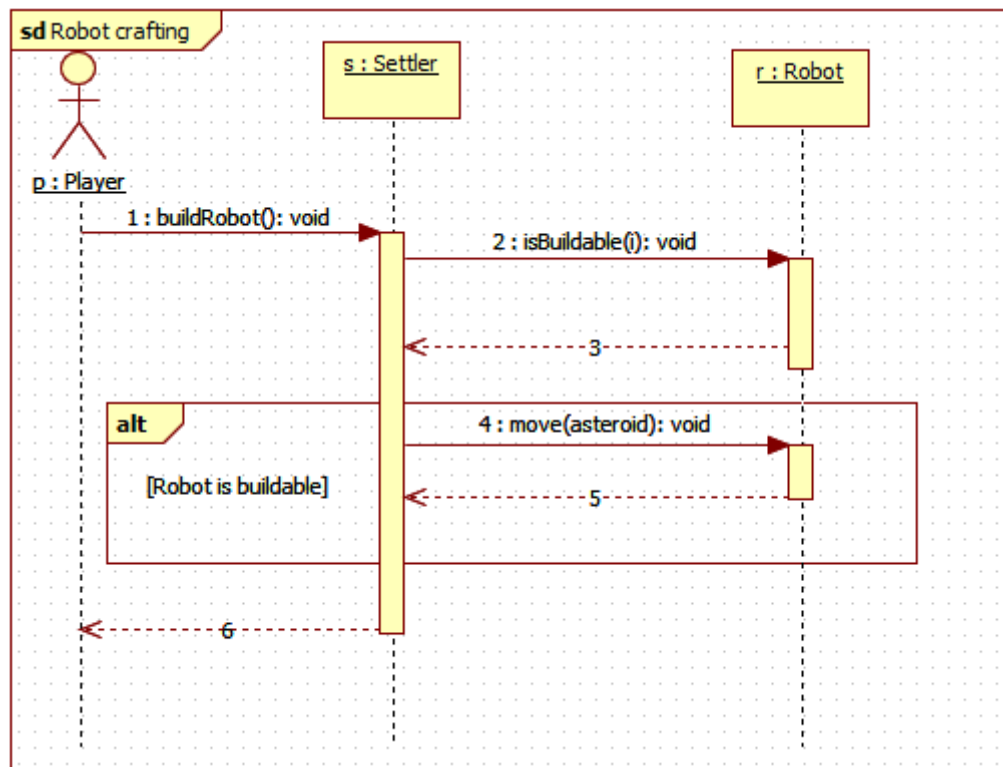 sd Robot crafting
s : Settler
r : Robot
p : Player
1 : buildRobot(): void
2 : isBuildable(i): void
3
alt
4 : move(asteroid): void
[Robot is buildable]
5
6